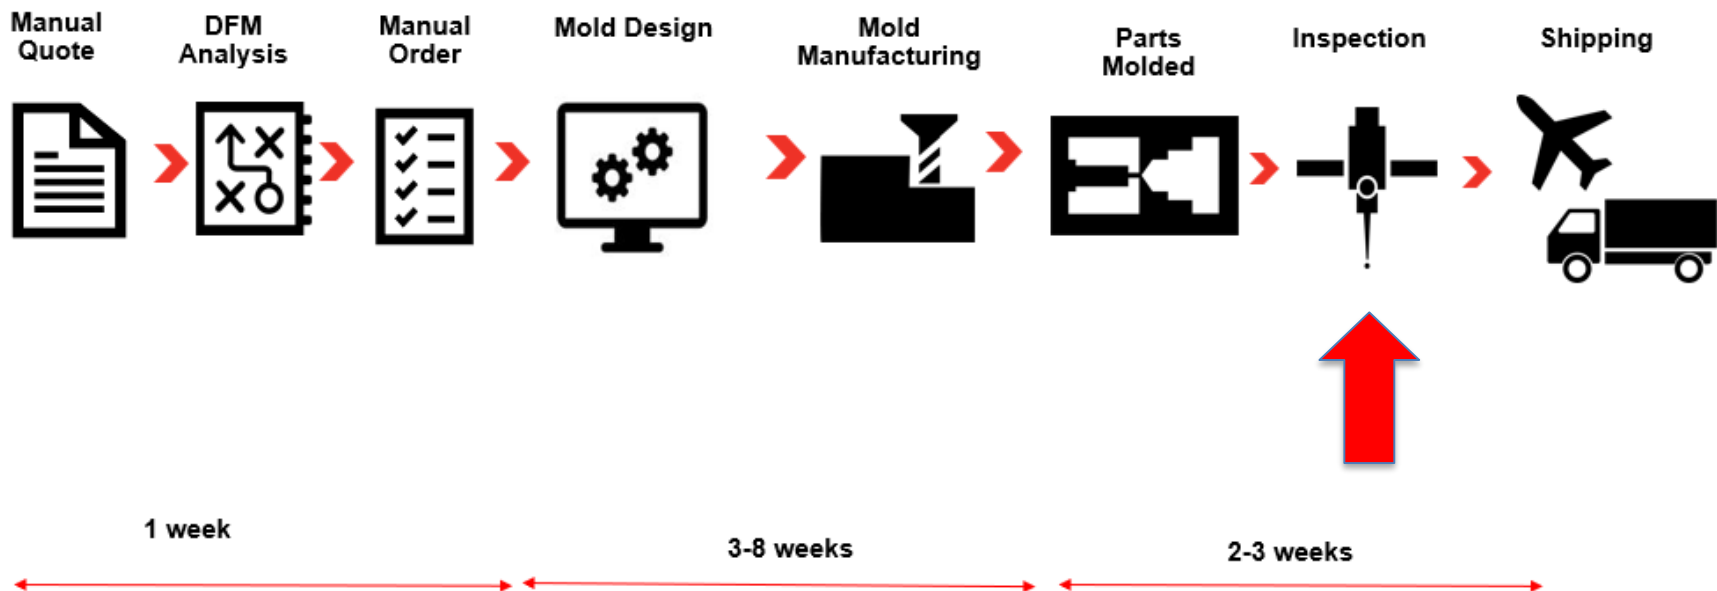 Manual
Quote
DFM
Analysis
Manual
Order
Mold Design
Mold
Manufacturing
Parts
Molded
Inspection
Shipping
1 week
3-8 weeks
2-3 weeks